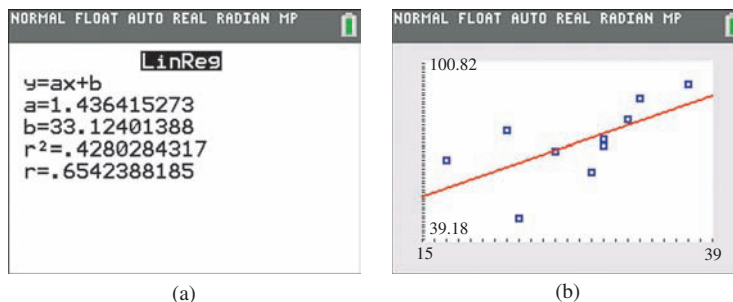 NORMAL FLOAT AUTO REAL RADIAN MP
LinReg
y=ax+b
a=1.436415273
b=33.12401388
r²=.4280284317
r=.6542388185
(a)
NORMAL FLOAT AUTO REAL RADIAN MP
100.82
39.18
15
39
(b)